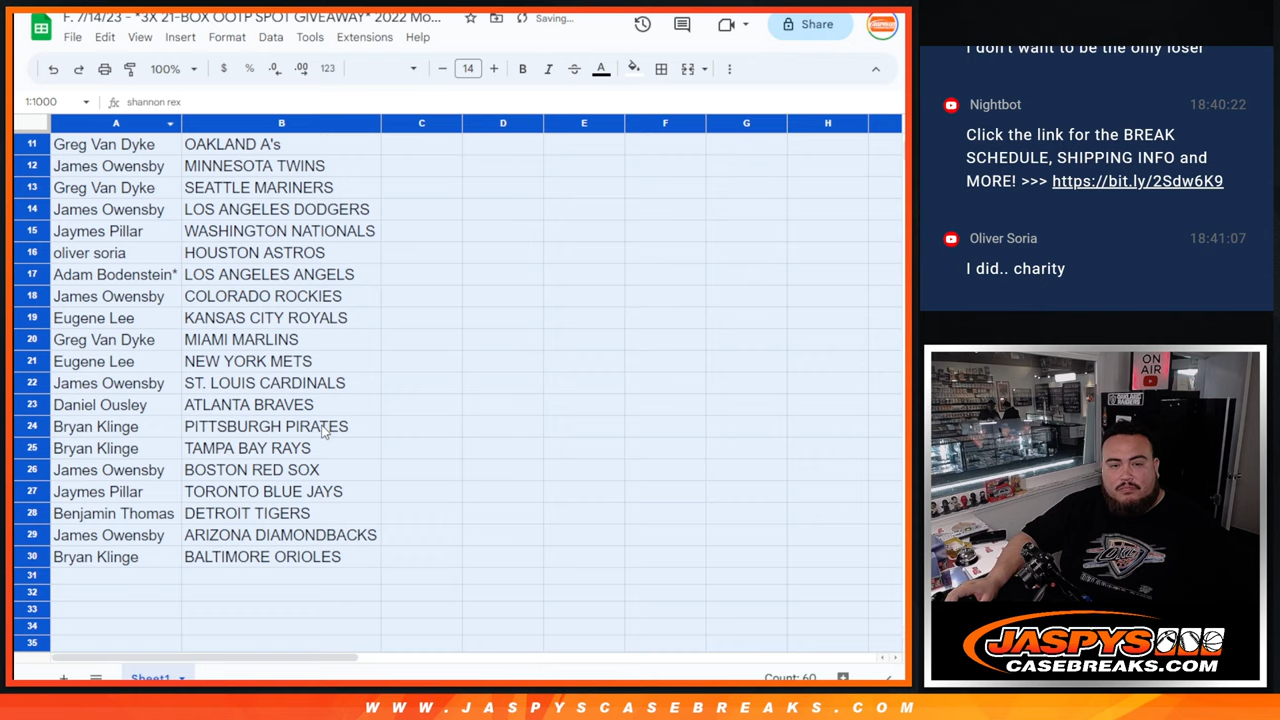 F. 7/14/23 - *3X 21-BOX OOTP SPOT GIVEAWAY* 2022 Mo...
Saving...
Share
File Edit View Insert Format Data Tools Extensions Help
100% $ % .0 .00 123 - 14 + B I A
1:1000 fx shannon rex
A B C D E F G H
11 Greg Van Dyke OAKLAND A's
12 James Owensby MINNESOTA TWINS
13 Greg Van Dyke SEATTLE MARINERS
14 James Owensby LOS ANGELES DODGERS
15 Jaymes Pillar WASHINGTON NATIONALS
16 oliver soria HOUSTON ASTROS
17 Adam Bodenstein* LOS ANGELES ANGELS
18 James Owensby COLORADO ROCKIES
19 Eugene Lee KANSAS CITY ROYALS
20 Greg Van Dyke MIAMI MARLINS
21 Eugene Lee NEW YORK METS
22 James Owensby ST. LOUIS CARDINALS
23 Daniel Ousley ATLANTA BRAVES
24 Bryan Klinge PITTSBURGH PIRATES
25 Bryan Klinge TAMPA BAY RAYS
26 James Owensby BOSTON RED SOX
27 Jaymes Pillar TORONTO BLUE JAYS
28 Benjamin Thomas DETROIT TIGERS
29 James Owensby ARIZONA DIAMONDBACKS
30 Bryan Klinge BALTIMORE ORIOLES
31
32
33
34
35
Sheet1
Count: 60
I don't want to be the only loser
Nightbot 18:40:22
Click the link for the BREAK
SCHEDULE, SHIPPING INFO and
MORE! >>> https://bit.ly/2Sdw6K9
Oliver Soria 18:41:07
I did.. charity
ON
AIR
JASPYS
CASEBREAKS.COM
WWW.JASPYSCASEBREAKS.COM